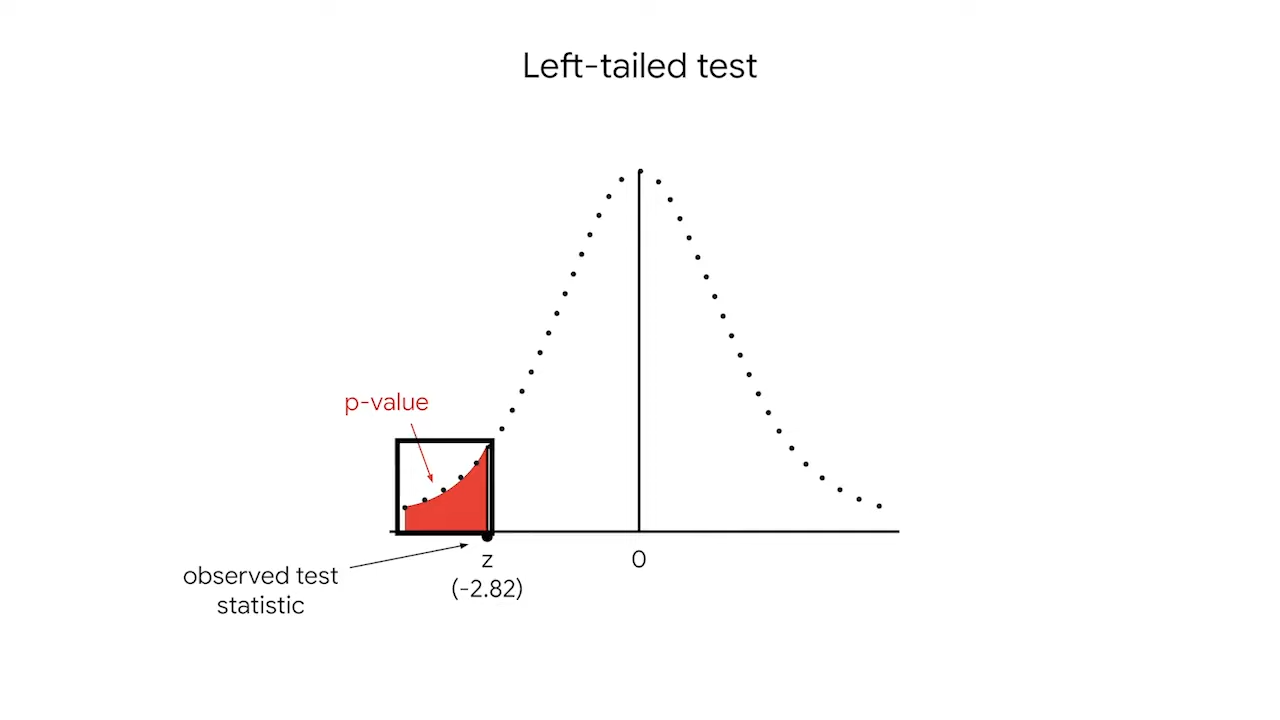 Left-tailed test
p-value
observed test
statistic
z
(-2.82)
0